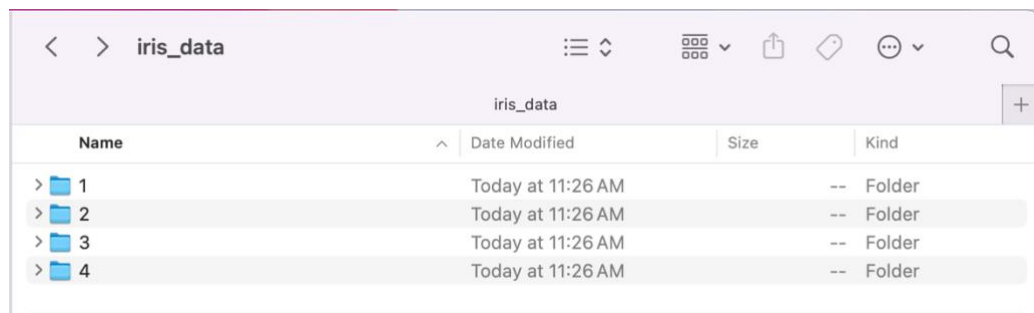 iris_data
iris_data
Name Date Modified Size Kind
1 Today at 11:26 AM -- Folder
2 Today at 11:26 AM -- Folder
3 Today at 11:26 AM -- Folder
4 Today at 11:26 AM -- Folder